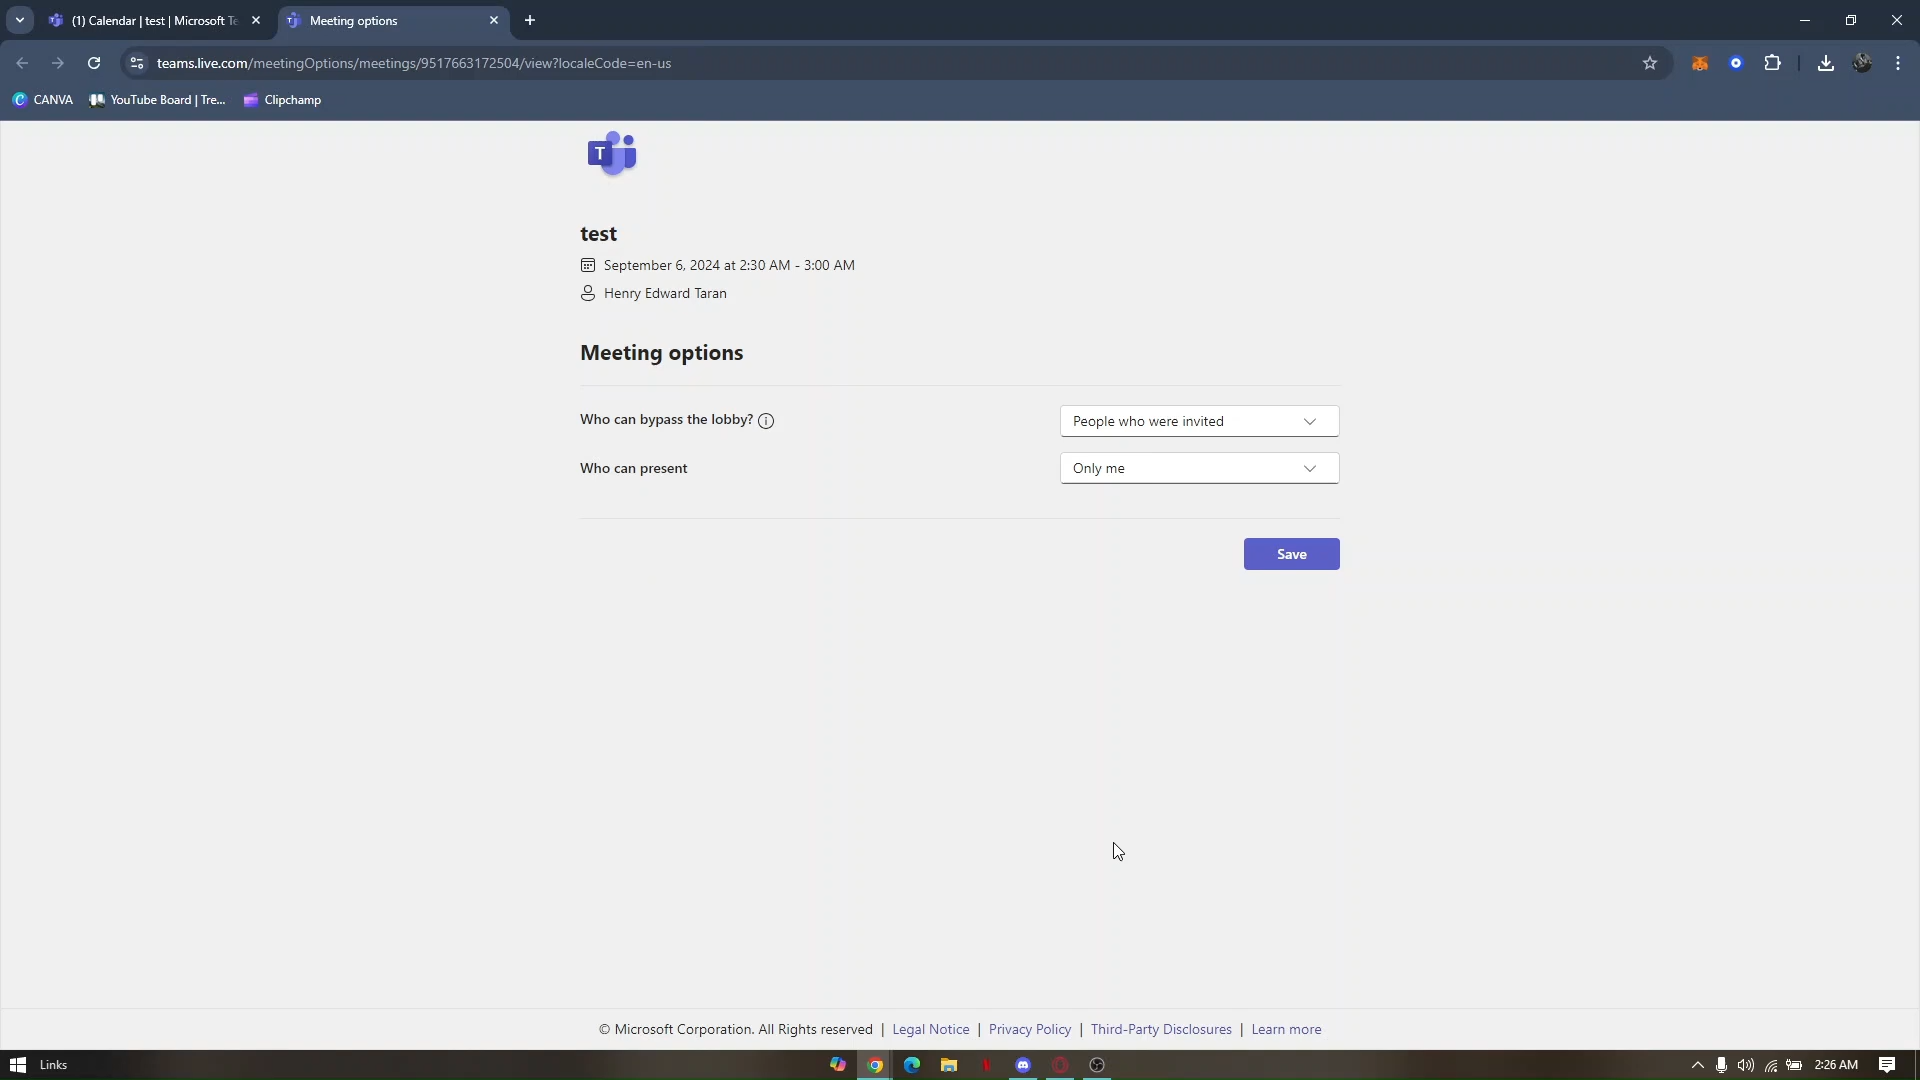 (1) Calendar | test | Microsoft Te
Meeting options
teams.live.com/meetingOptions/meetings/9517663172504/view?localeCode=en-us
CANVA
YouTube Board | Tre...
Clipchamp
T
test
September 6, 2024 at 2:30 AM - 3:00 AM
Henry Edward Taran
Meeting options
Who can bypass the lobby?
People who were invited
Who can present
Only me
Save
© Microsoft Corporation. All Rights reserved | Legal Notice | Privacy Policy | Third-Party Disclosures | Learn more
Links
2:26 AM